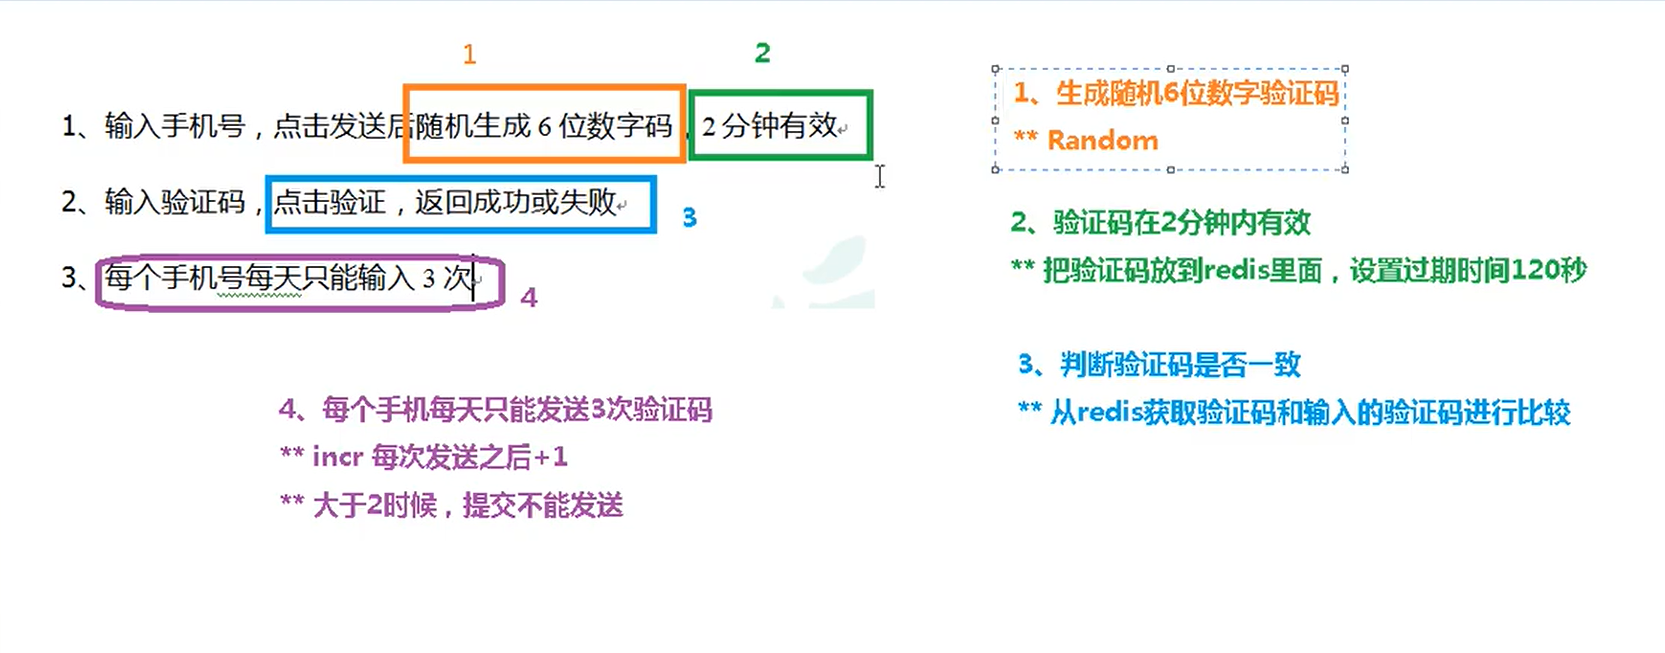 1
2
1、输入手机号，点击发送后随机生成 6 位数字码，2 分钟有效
2、输入验证码，点击验证，返回成功或失败
3
3、每个手机号每天只能输入 3 次
4
4、每个手机每天只能发送3次验证码
** incr 每次发送之后+1
** 大于2时候，提交不能发送
1、生成随机6位数字验证码
** Random
2、验证码在2分钟内有效
** 把验证码放到redis里面，设置过期时间120秒
3、判断验证码是否一致
** 从redis获取验证码和输入的验证码进行比较